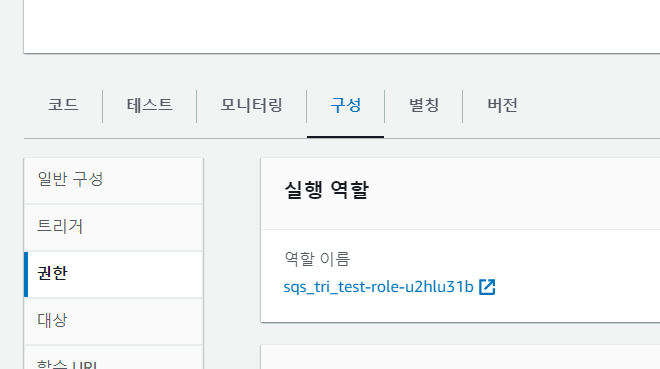 코드 테스트 모니터링 구성 별칭 버전
일반 구성
트리거
권한
대상
함수 URL
실행 역할
역할 이름
sqs_tri_test-role-u2hlu31b